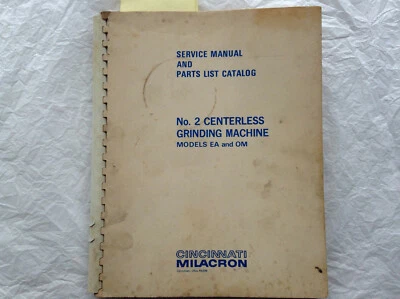 SERVICE MANUAL
AND
PARTS LIST CATALOG
No. 2 CENTERLESS
GRINDING MACHINE
MODELS EA and OM
CINCINNATI
MILACRON